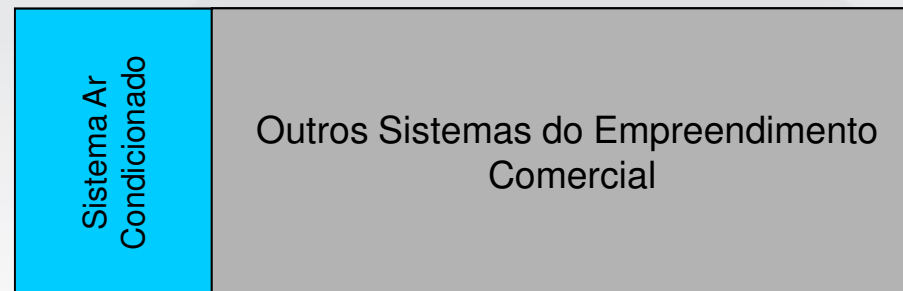 Sistema Ar
Condicionado
Outros Sistemas do Empreendimento
Comercial